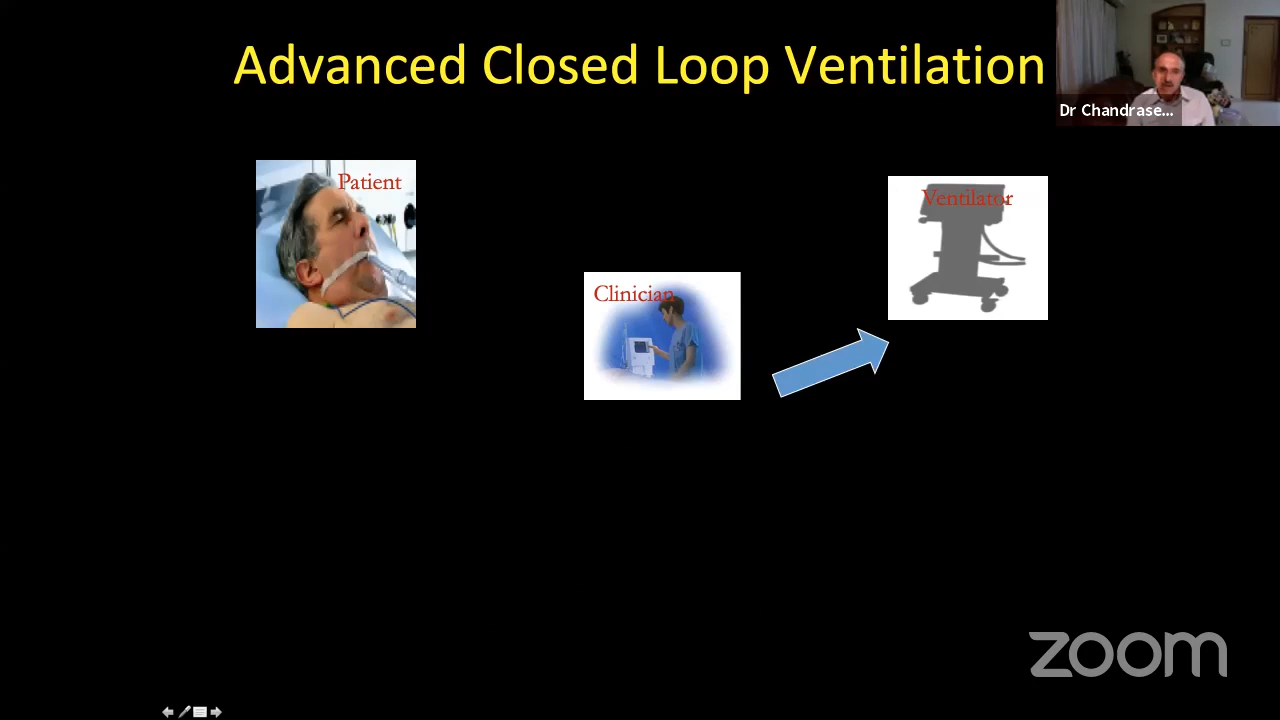 Advanced Closed Loop Ventilation
Dr Chandrase...
Patient
Ventilator
Clinician
zoom